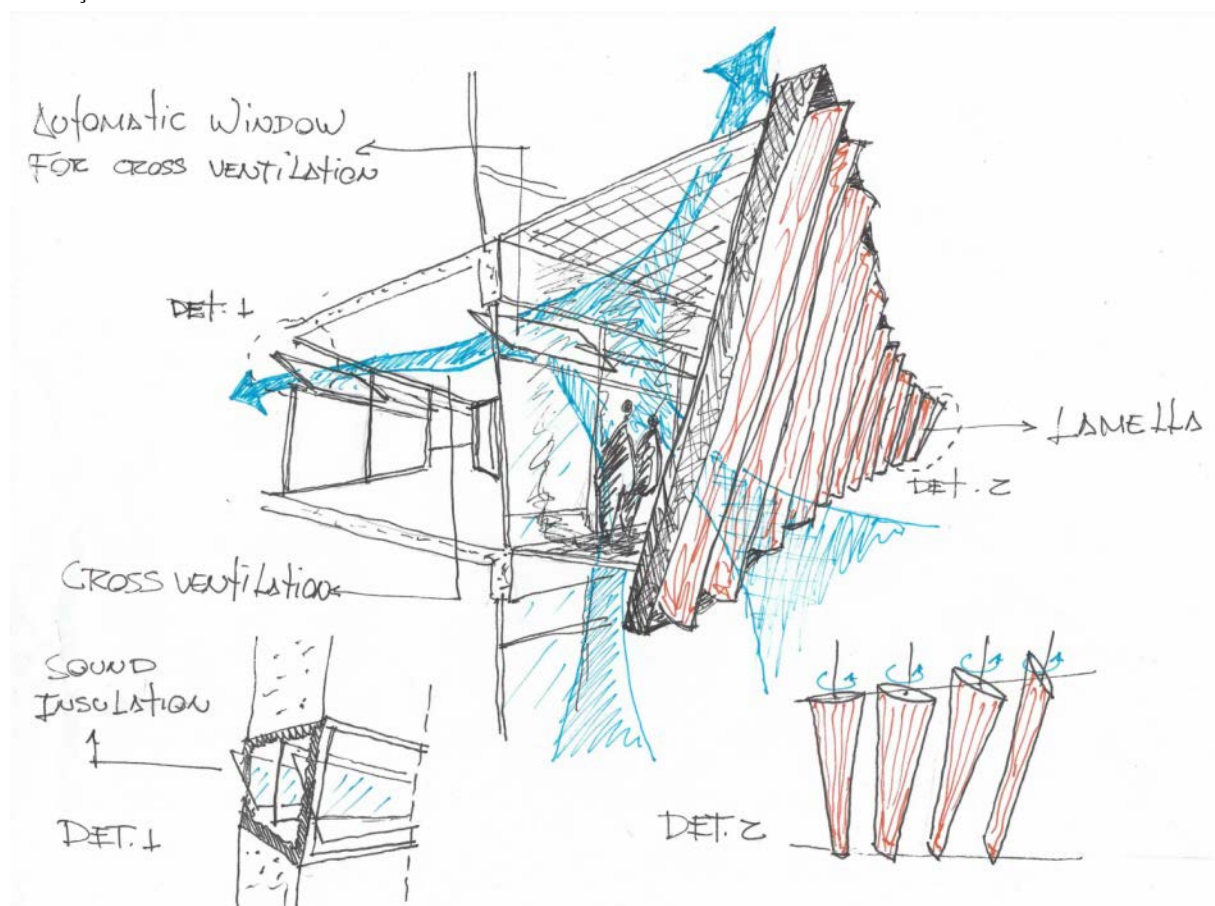 AUTOMATIC WINDOW
FOR CROSS VENTILATION
DET. 1
LAMELLA
DET. 2
CROSS VENTILATION
SOUND
INSULATION
DET. 1
DET. 2